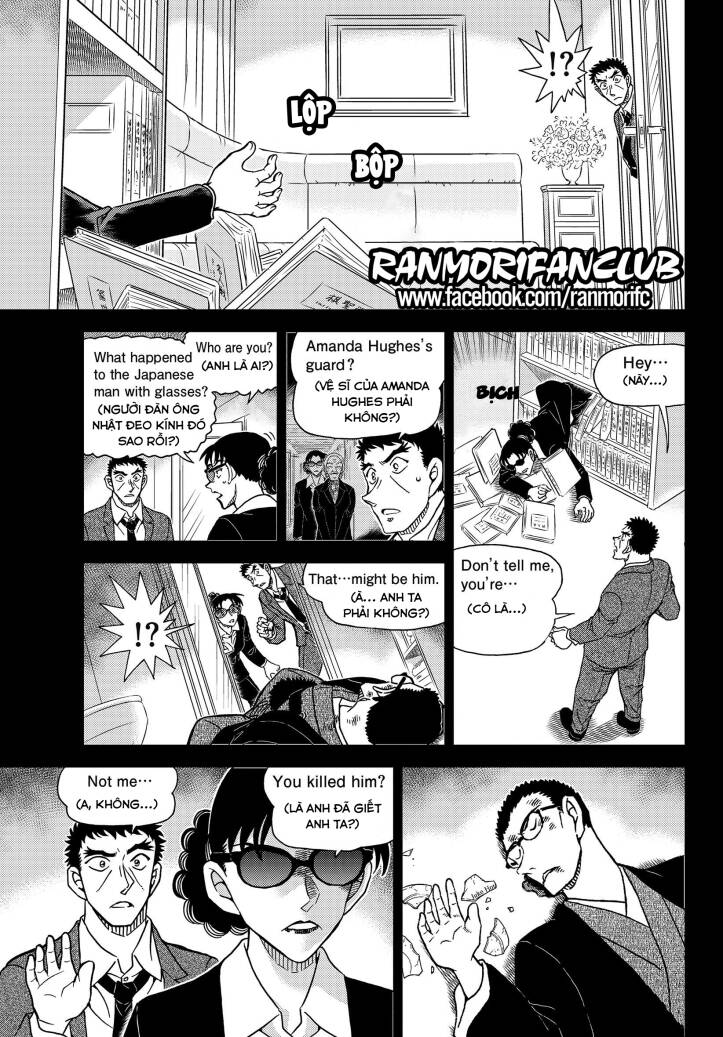 !?
LỘP
BỘP
RANMORIFANCLUB
www.facebook.com/ranmorifc
Hey…
(NÀY…)
BỊCH
Don't tell me,
you're…
(CÔ LÀ…)
Amanda Hughes's
guard?
(VỆ SĨ CỦA AMANDA
HUGHES PHẢI
KHÔNG?)
Who are you?
(ANH LÀ AI?)
What happened
to the Japanese
man with glasses?
(NGƯỜI ĐÀN ÔNG
NHẬT ĐEO KÍNH ĐÓ
SAO RỒI?)
That…might be him.
(À... ANH TA
PHẢI KHÔNG?)
!?
You killed him?
(LÀ ANH ĐÃ GIẾT
ANH TA?)
Not me…
(A, KHÔNG...)